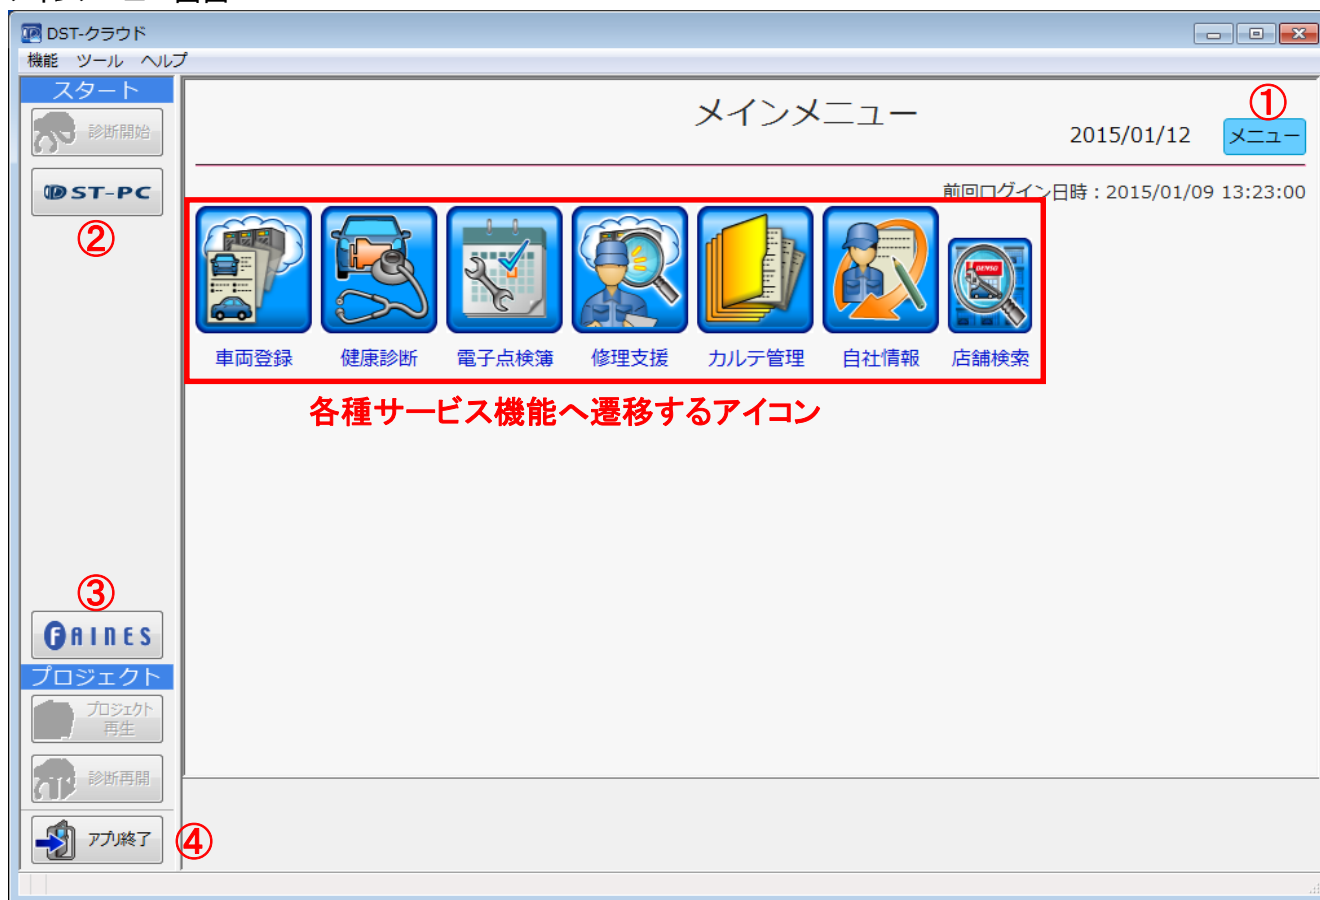 DST-クラウド
機能 ツール ヘルプ
スタート
診断開始
DST-PC
②
③
FAINES
プロジェクト
プロジェクト
再生
診断再開
アプリ終了
④
メインメニュー
①
2015/01/12 メニュー
前回ログイン日時：2015/01/09 13:23:00
DENSO
車両登録 健康診断 電子点検簿 修理支援 カルテ管理 自社情報 店舗検索
各種サービス機能へ遷移するアイコン